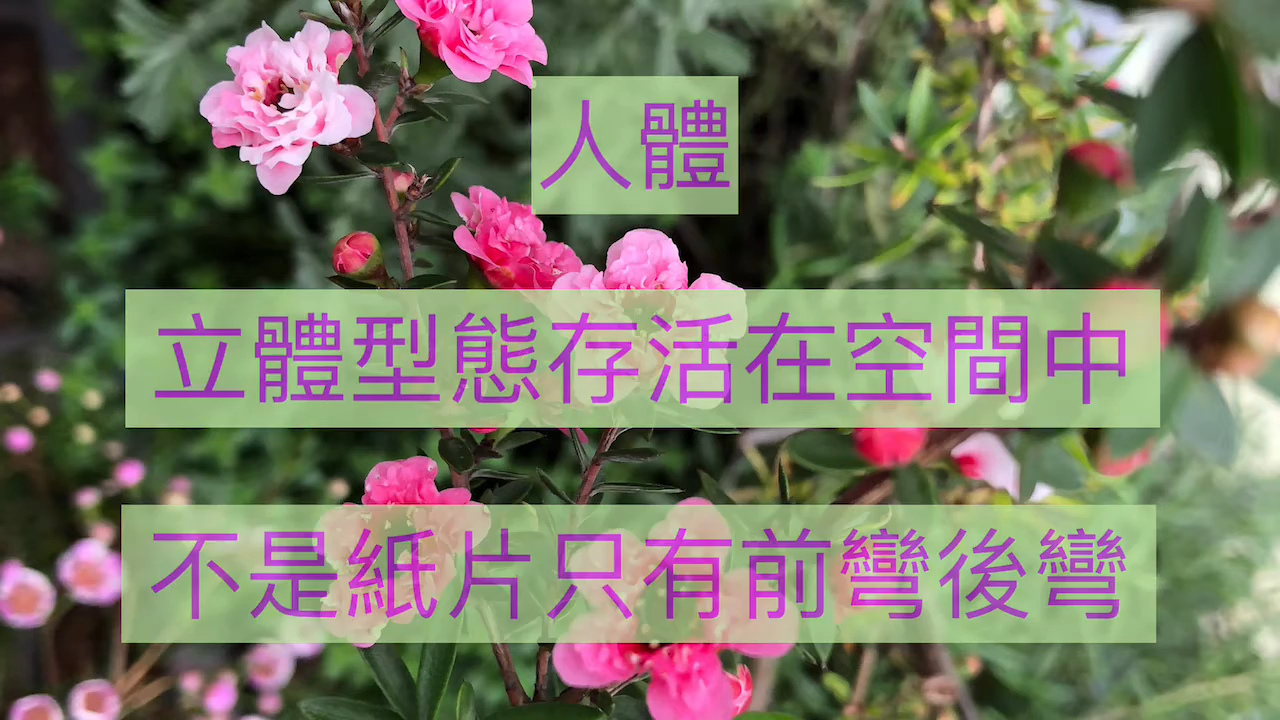 人體
立體型態存活在空間中
不是紙片只有前彎後彎